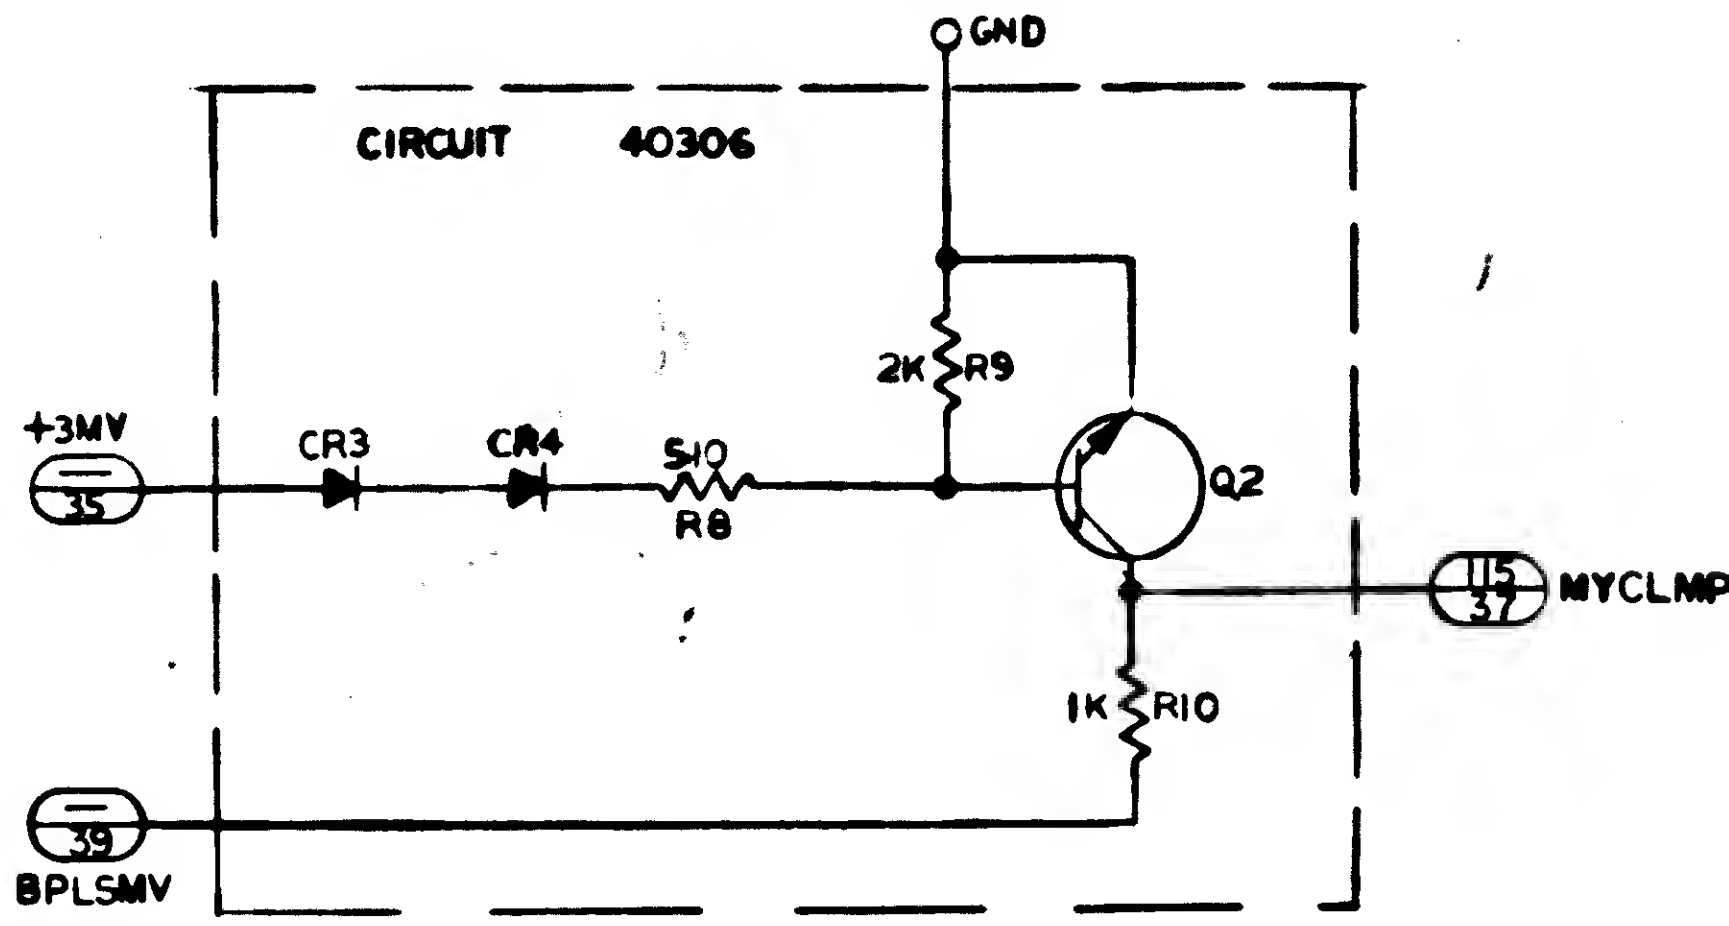 GND
CIRCUIT 40306
2K R9
+3MV
CR3
CR4
510
35
R8
Q2
115
37
MYCLMP
1K R10
39
BPLSMV